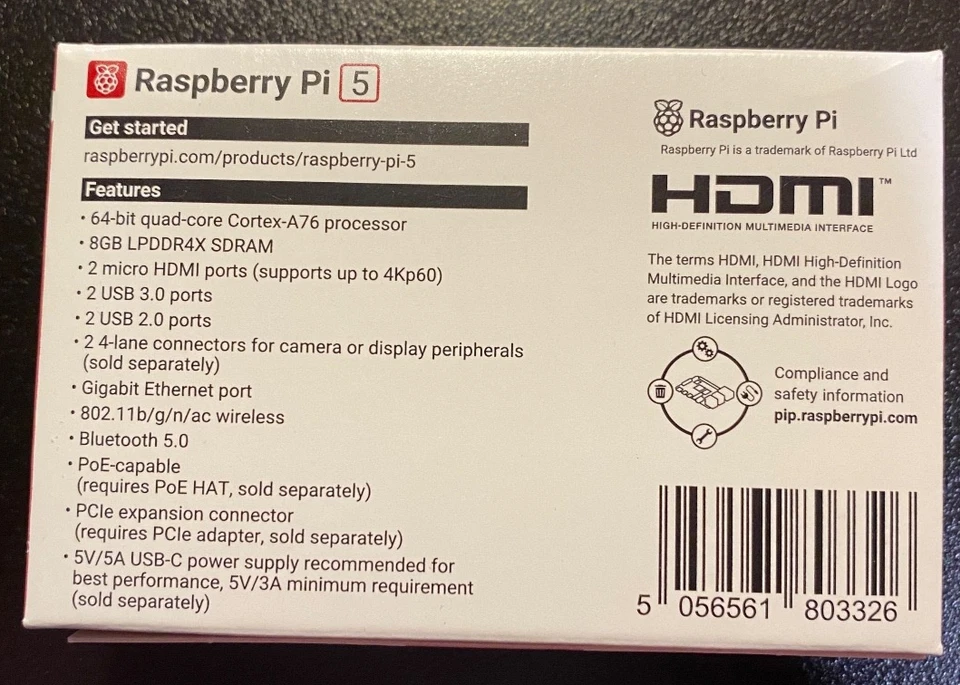 Raspberry Pi 5
Get started
raspberrypi.com/products/raspberry-pi-5
Features
• 64-bit quad-core Cortex-A76 processor
• 8GB LPDDR4X SDRAM
• 2 micro HDMI ports (supports up to 4Kp60)
• 2 USB 3.0 ports
• 2 USB 2.0 ports
• 2 4-lane connectors for camera or display peripherals
(sold separately)
• Gigabit Ethernet port
• 802.11b/g/n/ac wireless
• Bluetooth 5.0
• PoE-capable
(requires PoE HAT, sold separately)
• PCIe expansion connector
(requires PCIe adapter, sold separately)
• 5V/5A USB-C power supply recommended for
best performance, 5V/3A minimum requirement
(sold separately)
Raspberry Pi
Raspberry Pi is a trademark of Raspberry Pi Ltd
HDMI™
HIGH-DEFINITION MULTIMEDIA INTERFACE
The terms HDMI, HDMI High-Definition
Multimedia Interface, and the HDMI Logo
are trademarks or registered trademarks
of HDMI Licensing Administrator, Inc.
Compliance and
safety information
pip.raspberrypi.com
5 056561 803326